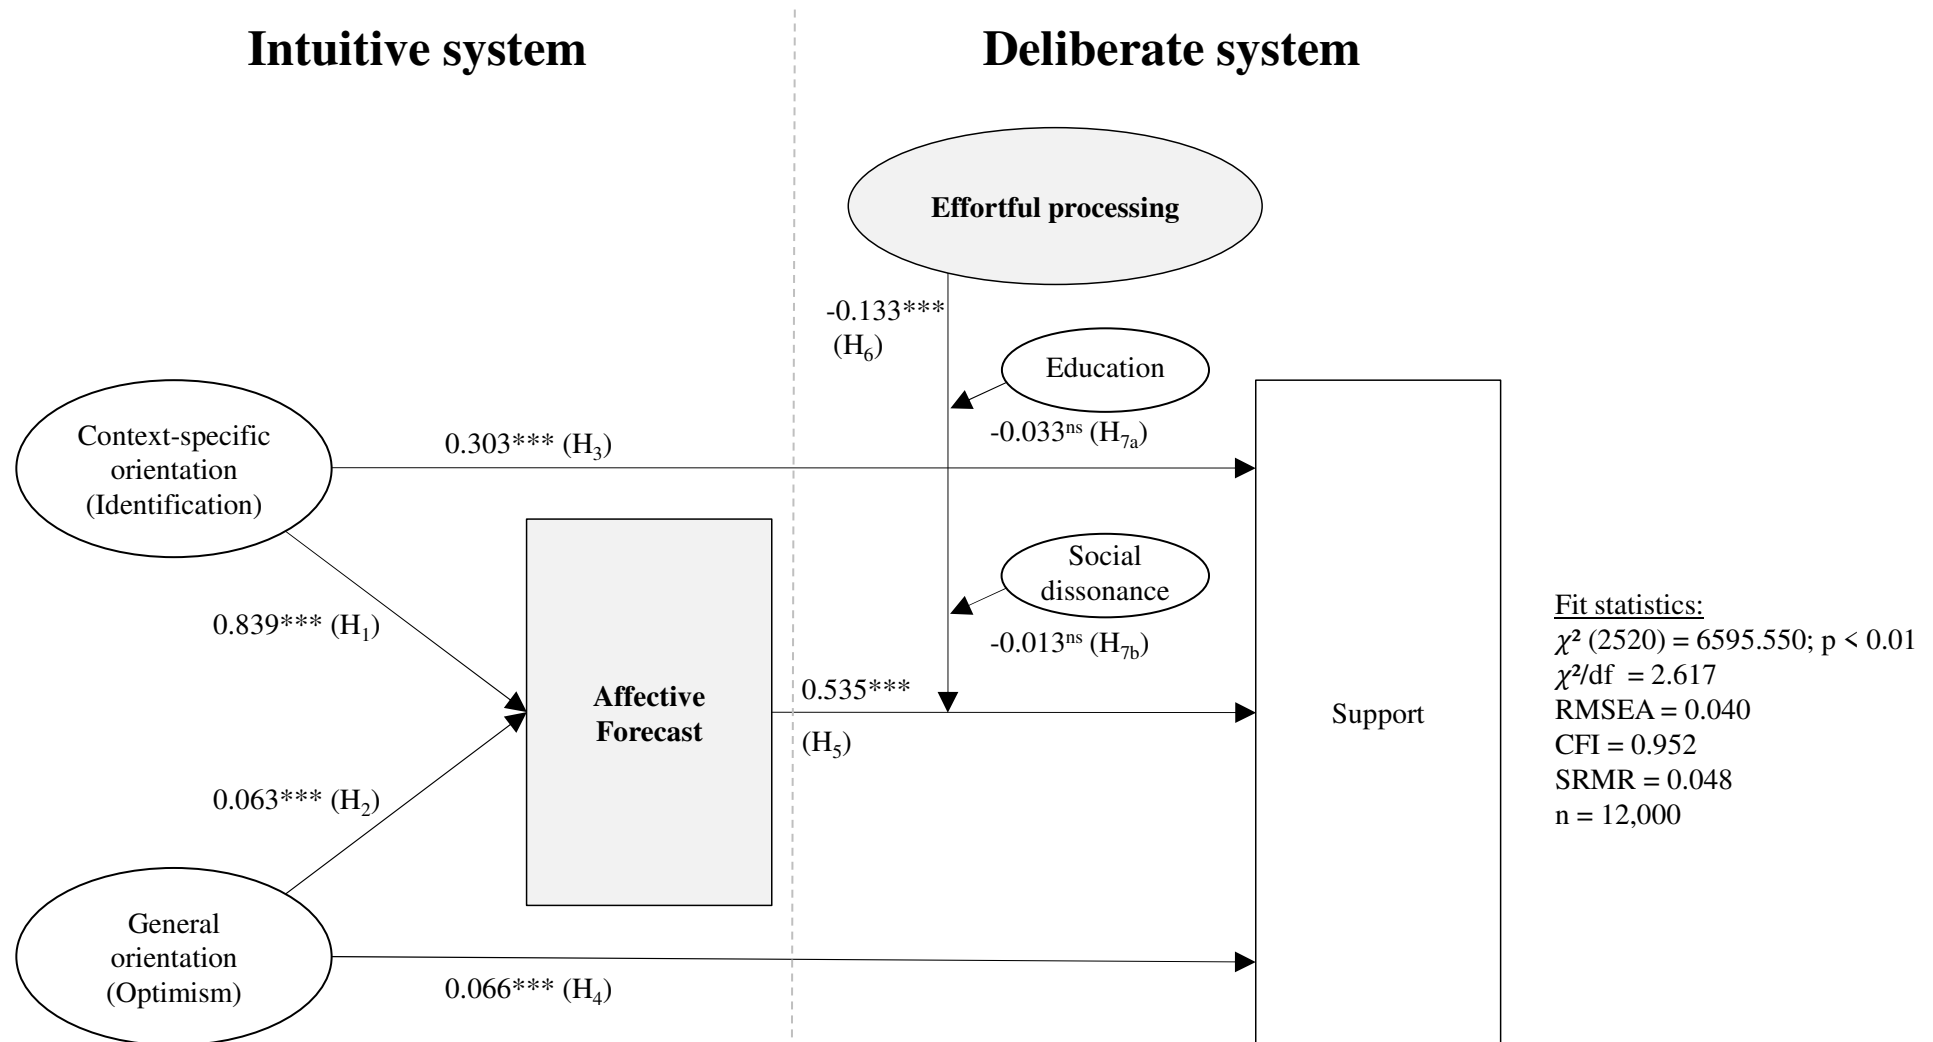 Intuitive system
Deliberate system
Effortful processing
-0.133***
(H₆)
Education
-0.033ⁿˢ (H₇ₐ)
Context-specific
orientation
(Identification)
0.303*** (H₃)
Social
dissonance
-0.013ⁿˢ (H7b)
0.839*** (H₁)
Affective
Forecast
0.535***
(H₅)
Support
0.063*** (H₂)
General
orientation
(Optimism)
0.066*** (H₄)
Fit statistics:
χ² (2520) = 6595.550; p < 0.01
χ²/df = 2.617
RMSEA = 0.040
CFI = 0.952
SRMR = 0.048
n = 12,000